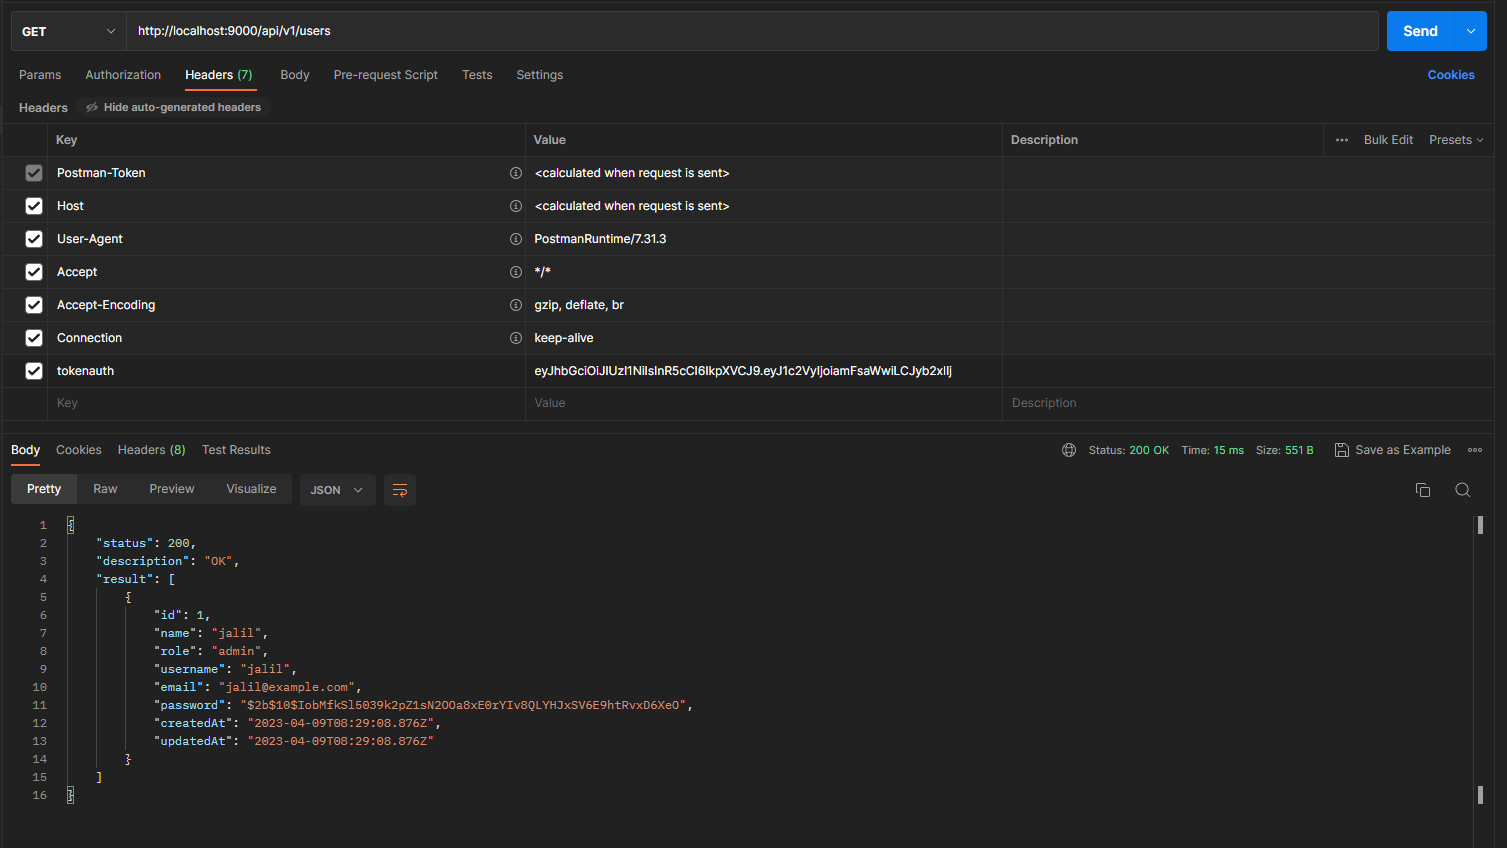 GET http://localhost:9000/api/v1/users Send
Params Authorization Headers (7) Body Pre-request Script Tests Settings Cookies
Headers Hide auto-generated headers
Key Value Description Bulk Edit Presets
Postman-Token <calculated when request is sent>
Host <calculated when request is sent>
User-Agent PostmanRuntime/7.31.3
Accept */*
Accept-Encoding gzip, deflate, br
Connection keep-alive
tokenauth
Key Value Description
Body Cookies Headers (8) Test Results Status: 200 OK Time: 15 ms Size: 551 B Save as Example
Pretty Raw Preview Visualize JSON
1 {
2 "status": 200,
3 "description": "OK",
4 "result": [
5 {
6 "id": 1,
7 "name": "jalil",
8 "role": "admin",
9 "username": "jalil",
10 "email": "jalil@example.com",
11 "password":
12 "createdAt": "2023-04-09T08:29:08.876Z",
13 "updatedAt": "2023-04-09T08:29:08.876Z"
14 }
15 ]
16 }